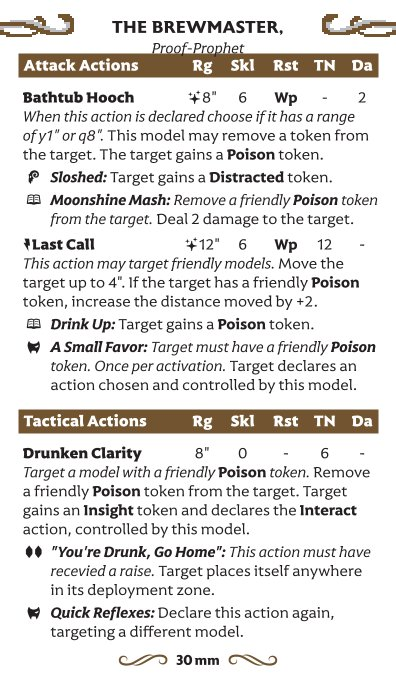 THE BREWMASTER,
Proof-Prophet
Attack Actions Rg Skl Rst TN Da
Bathtub Hooch 8" 6 Wp - 2
When this action is declared choose if it has a range
of y1" or q8". This model may remove a token from
the target. The target gains a Poison token.
Sloshed: Target gains a Distracted token.
Moonshine Mash: Remove a friendly Poison token
from the target. Deal 2 damage to the target.
Last Call 12" 6 Wp 12 -
This action may target friendly models. Move the
target up to 4". If the target has a friendly Poison
token, increase the distance moved by +2.
Drink Up: Target gains a Poison token.
A Small Favor: Target must have a friendly Poison
token. Once per activation. Target declares an
action chosen and controlled by this model.
Tactical Actions Rg Skl Rst TN Da
Drunken Clarity 8" 0 - 6 -
Target a model with a friendly Poison token. Remove
a friendly Poison token from the target. Target
gains an Insight token and declares the Interact
action, controlled by this model.
"You're Drunk, Go Home": This action must have
recevied a raise. Target places itself anywhere
in its deployment zone.
Quick Reflexes: Declare this action again,
targeting a different model.
30 mm